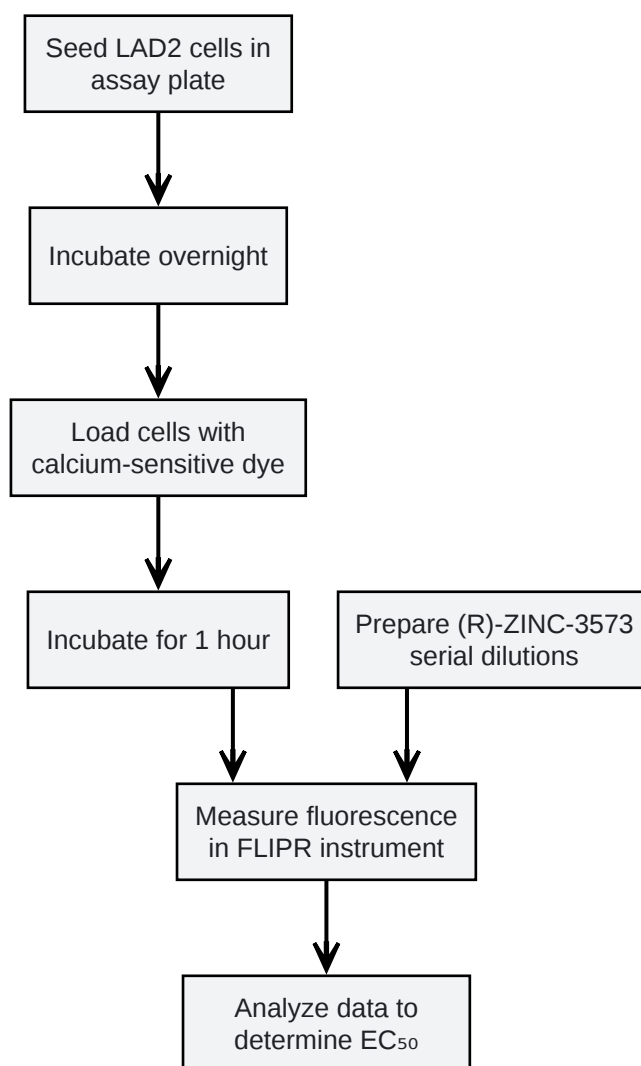 Seed LAD2 cells in
assay plate
Incubate overnight
Load cells with
calcium-sensitive dye
Incubate for 1 hour
Prepare (R)-ZINC-3573
serial dilutions
Measure fluorescence
in FLIPR instrument
Analyze data to
determine EC₅₀